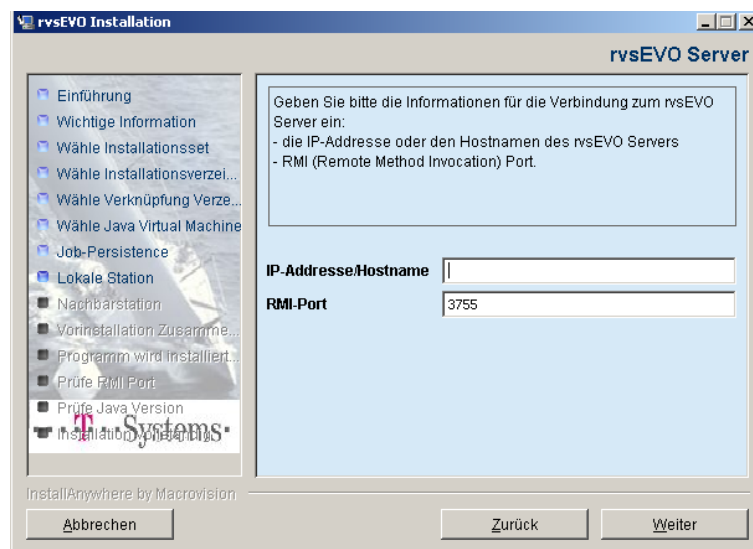 rvsEVO Installation
rvsEVO Server
Einführung
Wichtige Information
Wähle Installationsset
Wähle Installationsverzei...
Wähle Verknüpfung Verze...
Wähle Java Virtual Machine
Job-Persistence
Lokale Station
Nachbarstation
Vorinstallation Zusamme...
Programm wird installiert...
Prüfe RMI Port
Prüfe Java Version
Installation vollständig
T Systems
Geben Sie bitte die Informationen für die Verbindung zum rvsEVO
Server ein:
- die IP-Addresse oder den Hostnamen des rvsEVO Servers
- RMI (Remote Method Invocation) Port.
IP-Addresse/Hostname
RMI-Port
3755
InstallAnywhere by Macrovision
Abbrechen
Zurück
Weiter